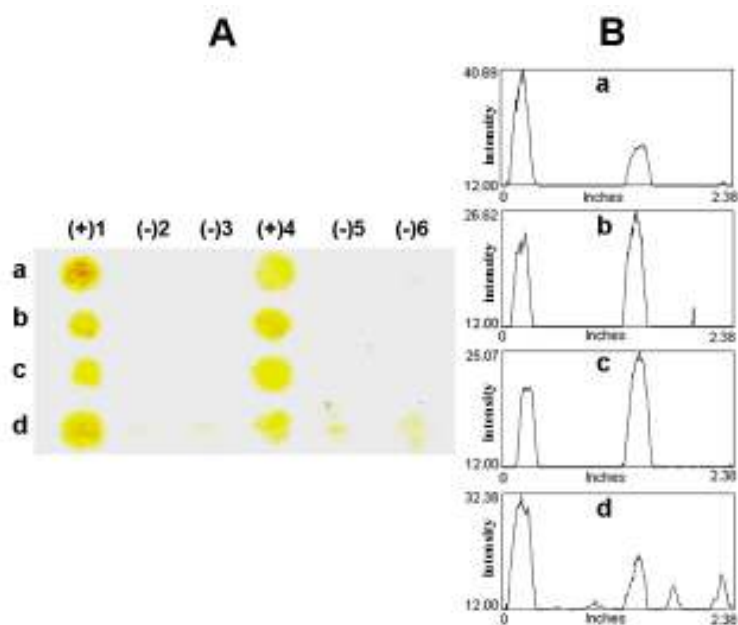 A
B
(+)1 (-)2 (-)3 (+)4 (-)5 (-)6
a
b
c
d
40.69
intensity
12.00
a
0 Inches 2.38
26.62
intensity
12.00
b
0 Inches 2.38
25.07
intensity
12.00
c
0 Inches 2.38
32.38
intensity
12.00
d
0 Inches 2.38